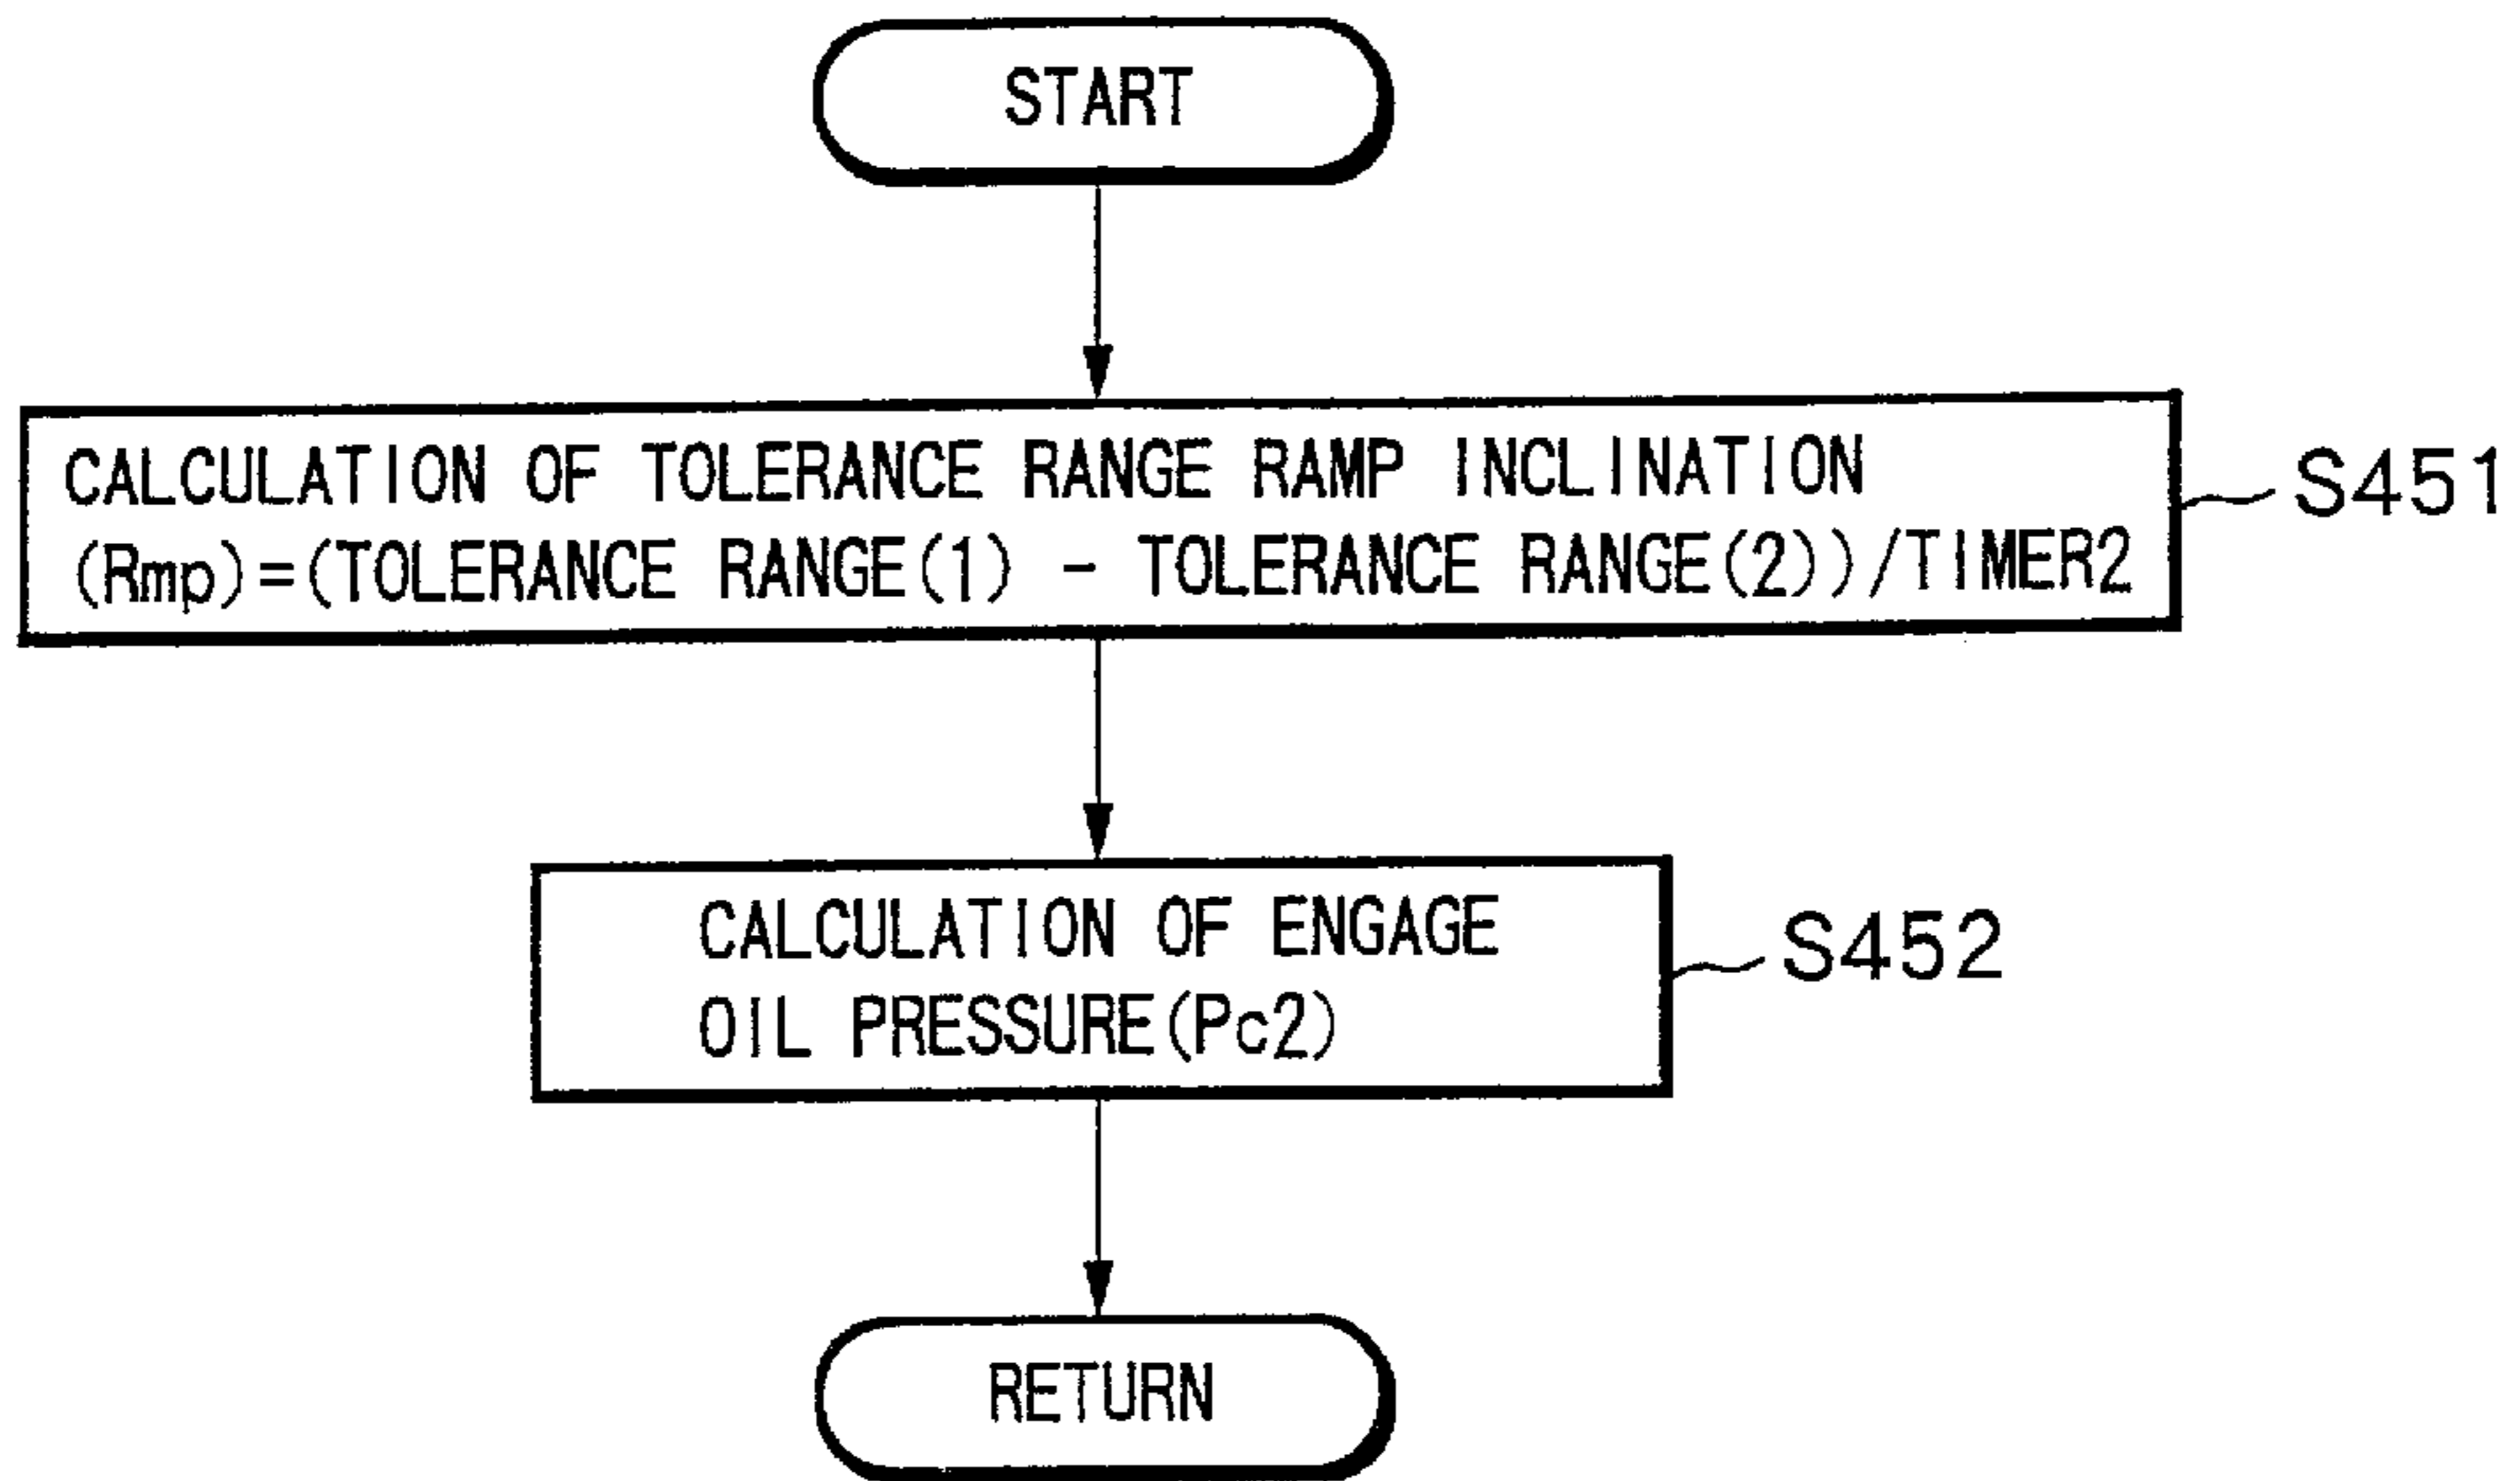 START
CALCULATION OF TOLERANCE RANGE RAMP INCLINATION
(Rmp)=(TOLERANCE RANGE(1) - TOLERANCE RANGE(2))/TIMER2
S451
CALCULATION OF ENGAGE
OIL PRESSURE(Pc2)
S452
RETURN